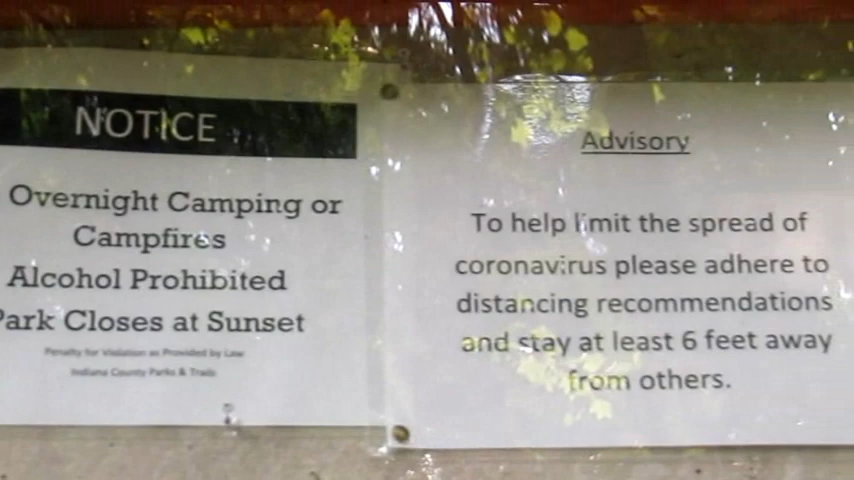 NOTICE
Overnight Camping or
Campfires
Alcohol Prohibited
Park Closes at Sunset
Penalty for Violation as Provided by Law
Indiana County Parks & Trails
Advisory
To help limit the spread of
coronavirus please adhere to
distancing recommendations
and stay at least 6 feet away
from others.